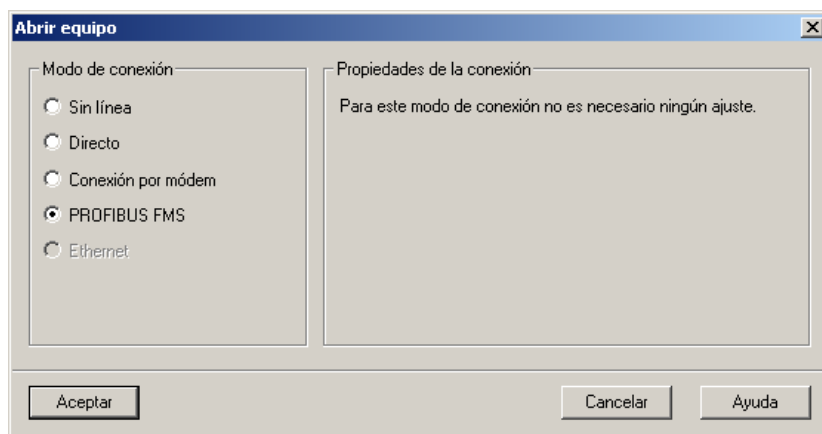 Abrir equipo
Modo de conexión
Sin línea
Directo
Conexión por módem
PROFIBUS FMS
Ethernet
Propiedades de la conexión
Para este modo de conexión no es necesario ningún ajuste.
Aceptar
Cancelar
Ayuda